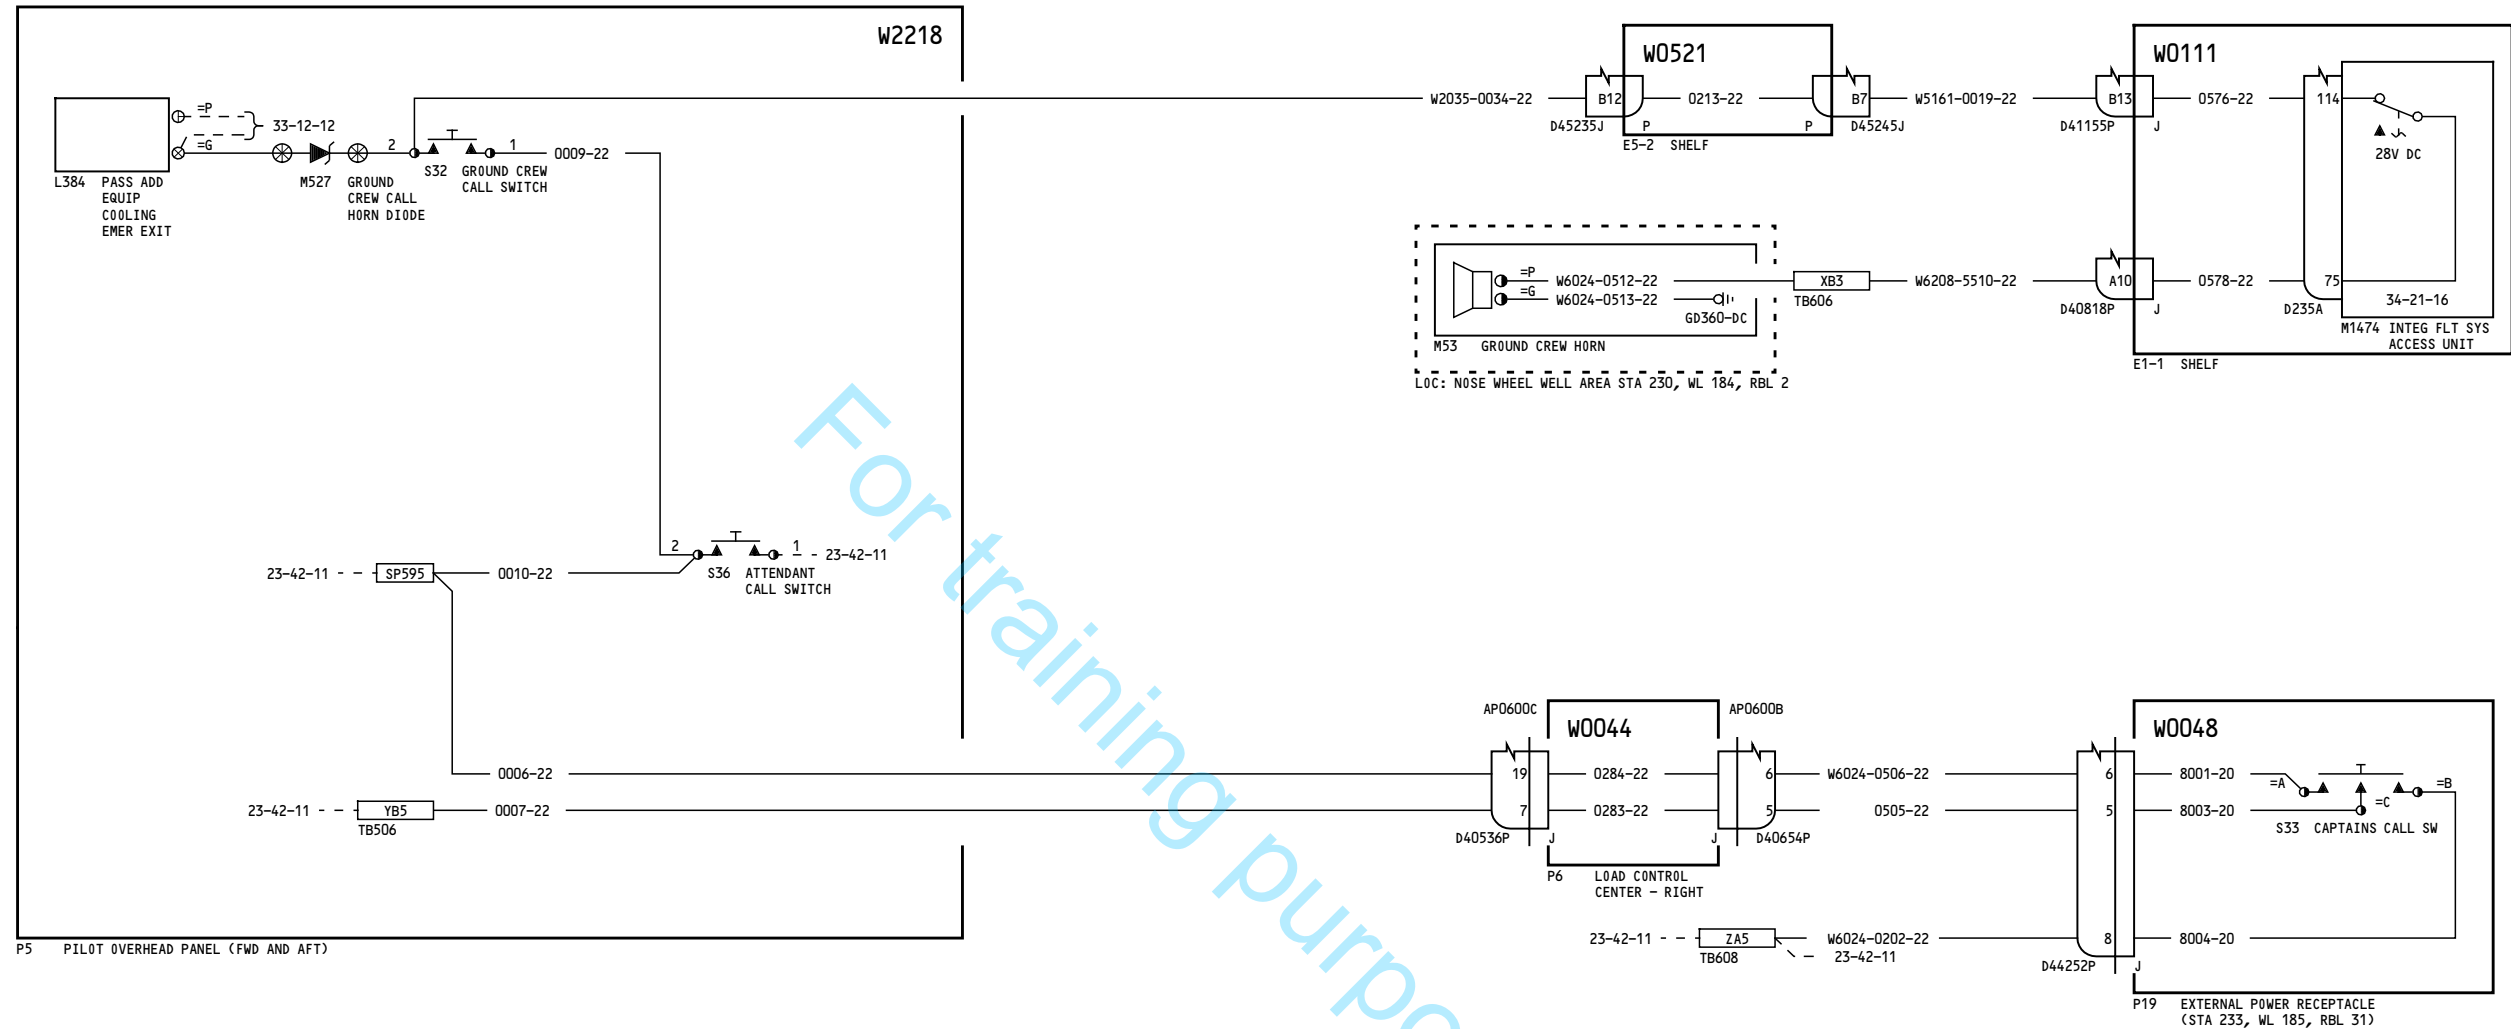 W2218
W0521
W0111
=P
33-12-12
=G
2
1
0009-22
L384 PASS ADD
EQUIP
COOLING
EMER EXIT
M527 GROUND
CREW CALL
HORN DIODE
S32 GROUND CREW
CALL SWITCH
W2035-0034-22
B12
0213-22
B7
W5161-0019-22
B13
0576-22
114
D45235J
P
P
D45245J
D41155P
J
E5-2 SHELF
28V DC
=P
W6024-0512-22
XB3
W6208-5510-22
A10
0578-22
75
=G
W6024-0513-22
GD360-DC
TB606
D40818P
J
D235A
34-21-16
M1474 INTEG FLT SYS
ACCESS UNIT
M53 GROUND CREW HORN
E1-1 SHELF
LOC: NOSE WHEEL WELL AREA STA 230, WL 184, RBL 2
2
1
23-42-11
23-42-11
SP595
0010-22
S36 ATTENDANT
CALL SWITCH
For training purpo
AP0600C
AP0600B
W0044
W0048
0006-22
19
0284-22
6
W6024-0506-22
6
8001-20
=A
=B
=C
23-42-11
YB5
0007-22
7
0283-22
5
0505-22
5
8003-20
TB506
D40536P
J
J
D40654P
S33 CAPTAINS CALL SW
P6 LOAD CONTROL
CENTER - RIGHT
23-42-11
ZA5
W6024-0202-22
8
8004-20
TB608
23-42-11
D44252P
J
P5 PILOT OVERHEAD PANEL (FWD AND AFT)
P19 EXTERNAL POWER RECEPTACLE
(STA 233, WL 185, RBL 31)